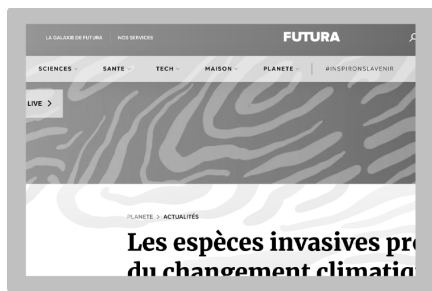 LA GALAXIE DE FUTURA NOS SERVICES FUTURA
SCIENCES SANTE TECH MAISON PLANETE #INSPIRONSLAVENIR
LIVE >
PLANETE > ACTUALITÉS
Les espèces invasives pro
du changement climatiq